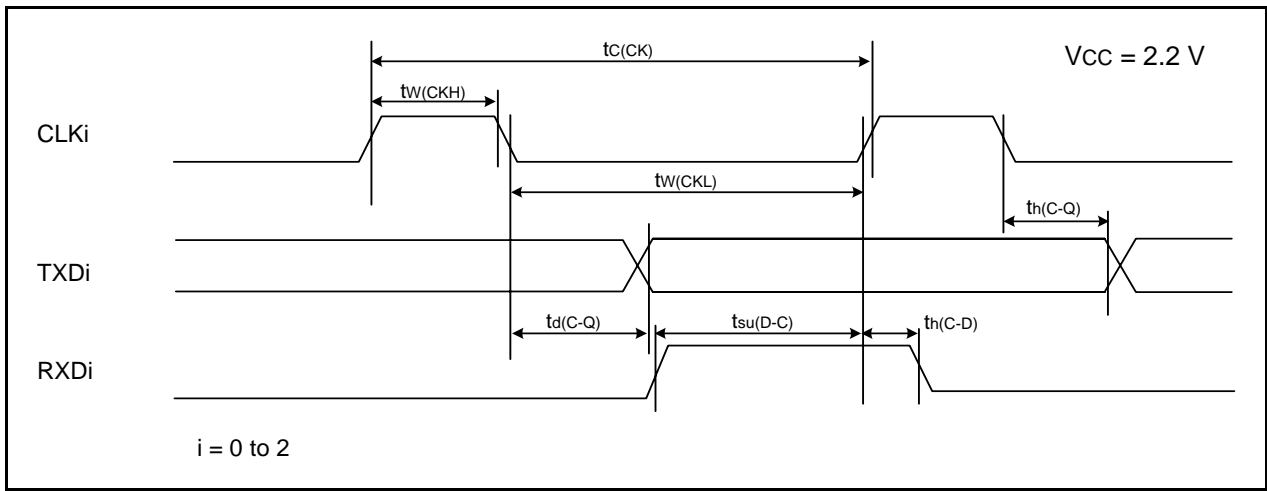 tC(CK)
VCC = 2.2 V
tW(CKH)
CLKi
tW(CKL)
th(C-Q)
TXDi
td(C-Q)
tsu(D-C)
th(C-D)
RXDi
i = 0 to 2